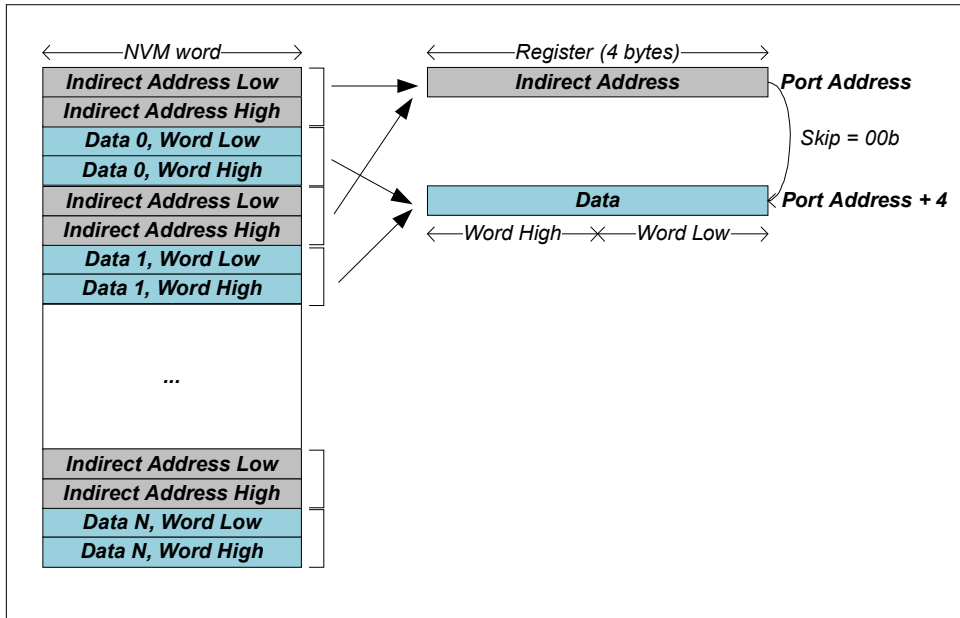 NVM word
Indirect Address Low
Indirect Address High
Data 0, Word Low
Data 0, Word High
Indirect Address Low
Indirect Address High
Data 1, Word Low
Data 1, Word High
...
Indirect Address Low
Indirect Address High
Data N, Word Low
Data N, Word High
Register (4 bytes)
Indirect Address
Port Address
Skip = 00b
Data
Port Address + 4
Word High
Word Low